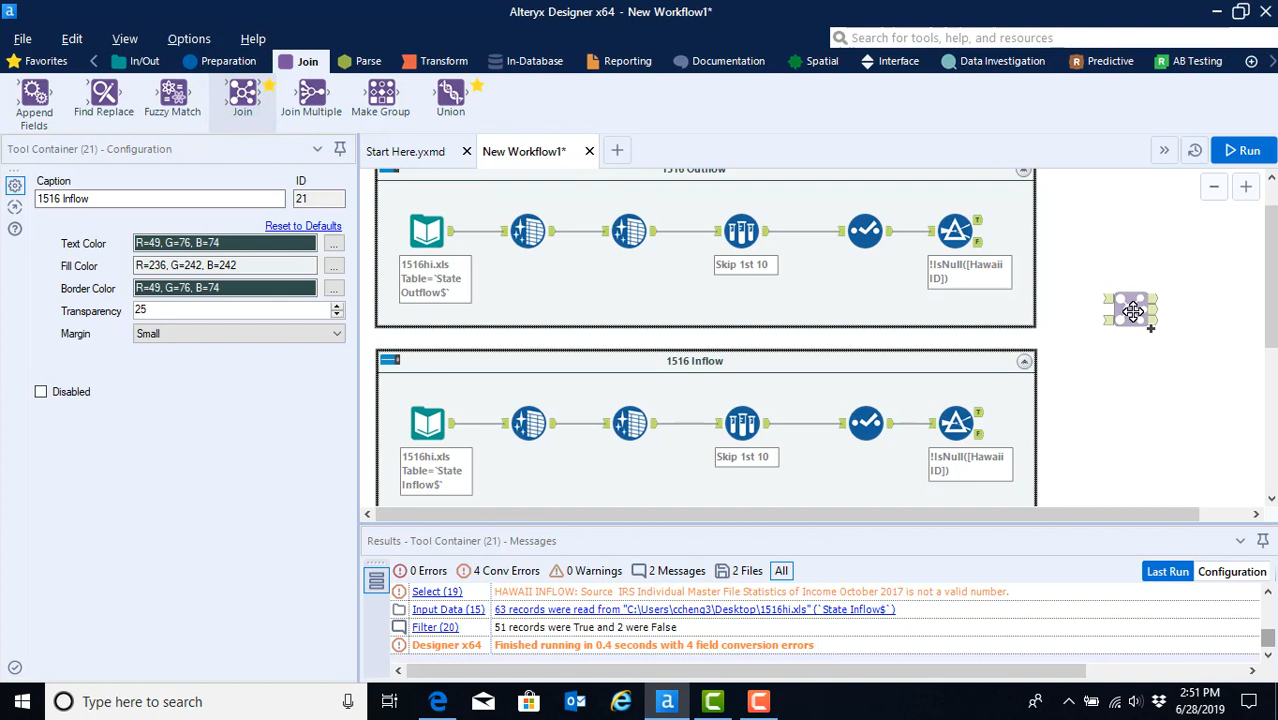 a
Alteryx Designer x64 - New Workflow1*
File Edit View Options Help
Search for tools, help, and resources
Favorites In/Out Preparation Join Parse Transform In-Database Reporting Documentation Spatial Interface Data Investigation Predictive AB Testing
Append Fields
Find Replace
Fuzzy Match
Join
Join Multiple
Make Group
Union
Tool Container (21) - Configuration
Start Here.yxmd
New Workflow1*
Run
Caption
ID
1516 Inflow
21
Reset to Defaults
Text Color
R=49, G=76, B=74
...
Fill Color
R=236, G=242, B=242
...
Border Color
R=49, G=76, B=74
...
Transparency
25
Margin
Small
Disabled
1516 Outflow
T
F
1516hi.xls
Table=`State
Outflow$`
Skip 1st 10
!IsNull([Hawaii
ID])
1516 Inflow
T
F
1516hi.xls
Table=`State
Inflow$`
Skip 1st 10
!IsNull([Hawaii
ID])
Results - Tool Container (21) - Messages
0 Errors 4 Conv Errors 0 Warnings 2 Messages 2 Files All
Last Run Configuration
Select (19) HAWAII INFLOW: Source IRS Individual Master File Statistics of Income October 2017 is not a valid number.
Input Data (15) 63 records were read from "C:\Users\ccheng3\Desktop\1516hi.xls" (`State Inflow$`)
Filter (20) 51 records were True and 2 were False
Designer x64 Finished running in 0.4 seconds with 4 field conversion errors
Type here to search
2:51 PM
6/28/2019